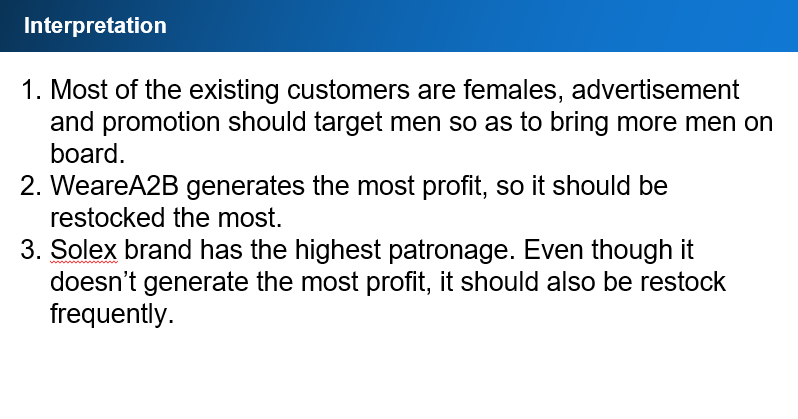 Interpretation
1. Most of the existing customers are females, advertisement
and promotion should target men so as to bring more men on
board.
2. WeareA2B generates the most profit, so it should be
restocked the most.
3. Solex brand has the highest patronage. Even though it
doesn’t generate the most profit, it should also be restock
frequently.